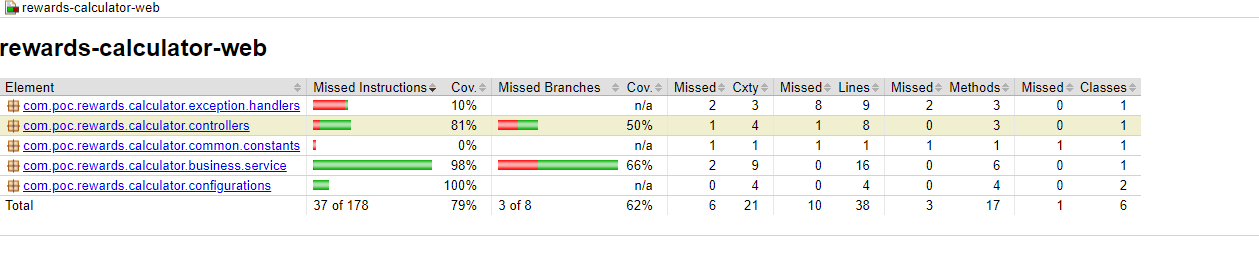 rewards-calculator-web
rewards-calculator-web
Element Missed Instructions Cov. Missed Branches Cov. Missed Cxty Missed Lines Missed Methods Missed Classes
com.poc.rewards.calculator.exception.handlers 10% n/a 2 3 8 9 2 3 0 1
com.poc.rewards.calculator.controllers 81% 50% 1 4 1 8 0 3 0 1
com.poc.rewards.calculator.common.constants 0% n/a 1 1 1 1 1 1 1 1
com.poc.rewards.calculator.business.service 98% 66% 2 9 0 16 0 6 0 1
com.poc.rewards.calculator.configurations 100% n/a 0 4 0 4 0 4 0 2
Total 37 of 178 79% 3 of 8 62% 6 21 10 38 3 17 1 6